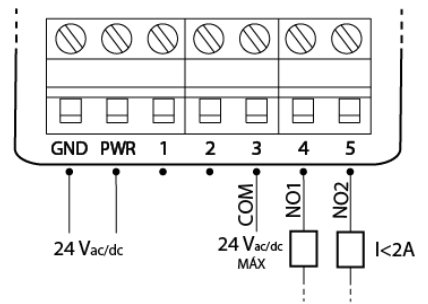 GND PWR 1 2 3 4 5
COM NO1 NO2
24 Vac/dc 24 Vac/dc I<2A
MÁX